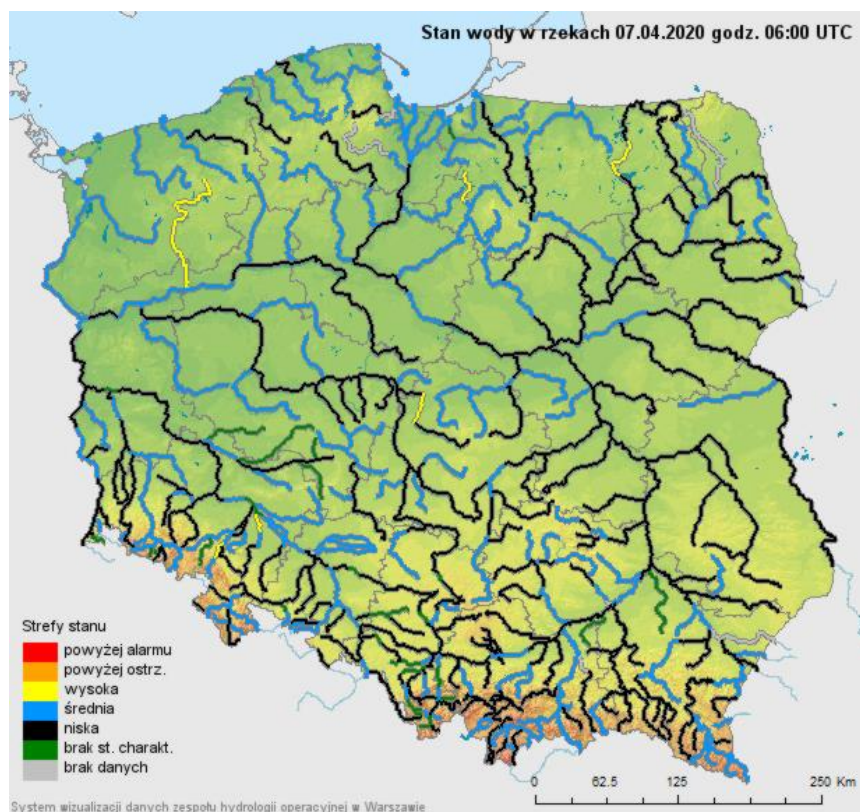 Stan wody w rzekach 07.04.2020 godz. 06:00 UTC
Strefy stanu
powyżej alarmu
powyżej ostrz.
wysoka
średnia
niska
brak st. charakt.
brak danych
0 62.5 125 250 Km
System wizualizacji danych zespołu hydrologii operacyjnej w Warszawie